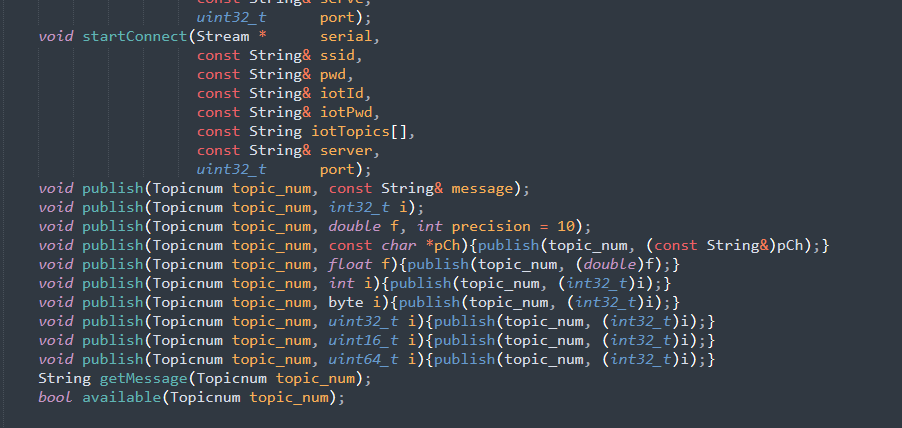 const String& serve,
uint32_t      port);
void startConnect(Stream *      serial,
const String& ssid,
const String& pwd,
const String& iotId,
const String& iotPwd,
const String iotTopics[],
const String& server,
uint32_t      port);
void publish(Topicnum topic_num, const String& message);
void publish(Topicnum topic_num, int32_t i);
void publish(Topicnum topic_num, double f, int precision = 10);
void publish(Topicnum topic_num, const char *pCh){publish(topic_num, (const String&)pCh);}
void publish(Topicnum topic_num, float f){publish(topic_num, (double)f);}
void publish(Topicnum topic_num, int i){publish(topic_num, (int32_t)i);}
void publish(Topicnum topic_num, byte i){publish(topic_num, (int32_t)i);}
void publish(Topicnum topic_num, uint32_t i){publish(topic_num, (int32_t)i);}
void publish(Topicnum topic_num, uint16_t i){publish(topic_num, (int32_t)i);}
void publish(Topicnum topic_num, uint64_t i){publish(topic_num, (int32_t)i);}
String getMessage(Topicnum topic_num);
bool available(Topicnum topic_num);